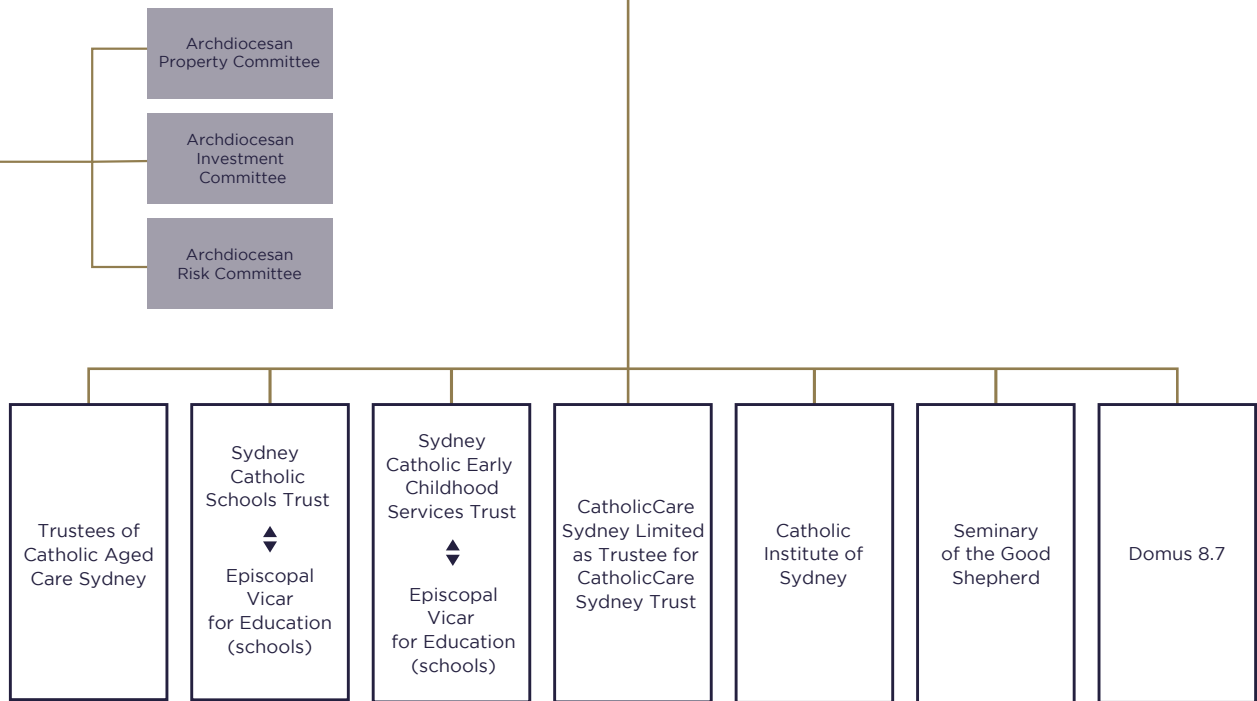 Archdiocesan
Property Committee
Archdiocesan
Investment
Committee
Archdiocesan
Risk Committee
Trustees of
Catholic Aged
Care Sydney
Sydney
Catholic
Schools Trust
Episcopal
Vicar
for Education
(schools)
Sydney
Catholic Early
Childhood
Services Trust
Episcopal
Vicar
for Education
(schools)
CatholicCare
Sydney Limited
as Trustee for
CatholicCare
Sydney Trust
Catholic
Institute of
Sydney
Seminary
of the Good
Shepherd
Domus 8.7